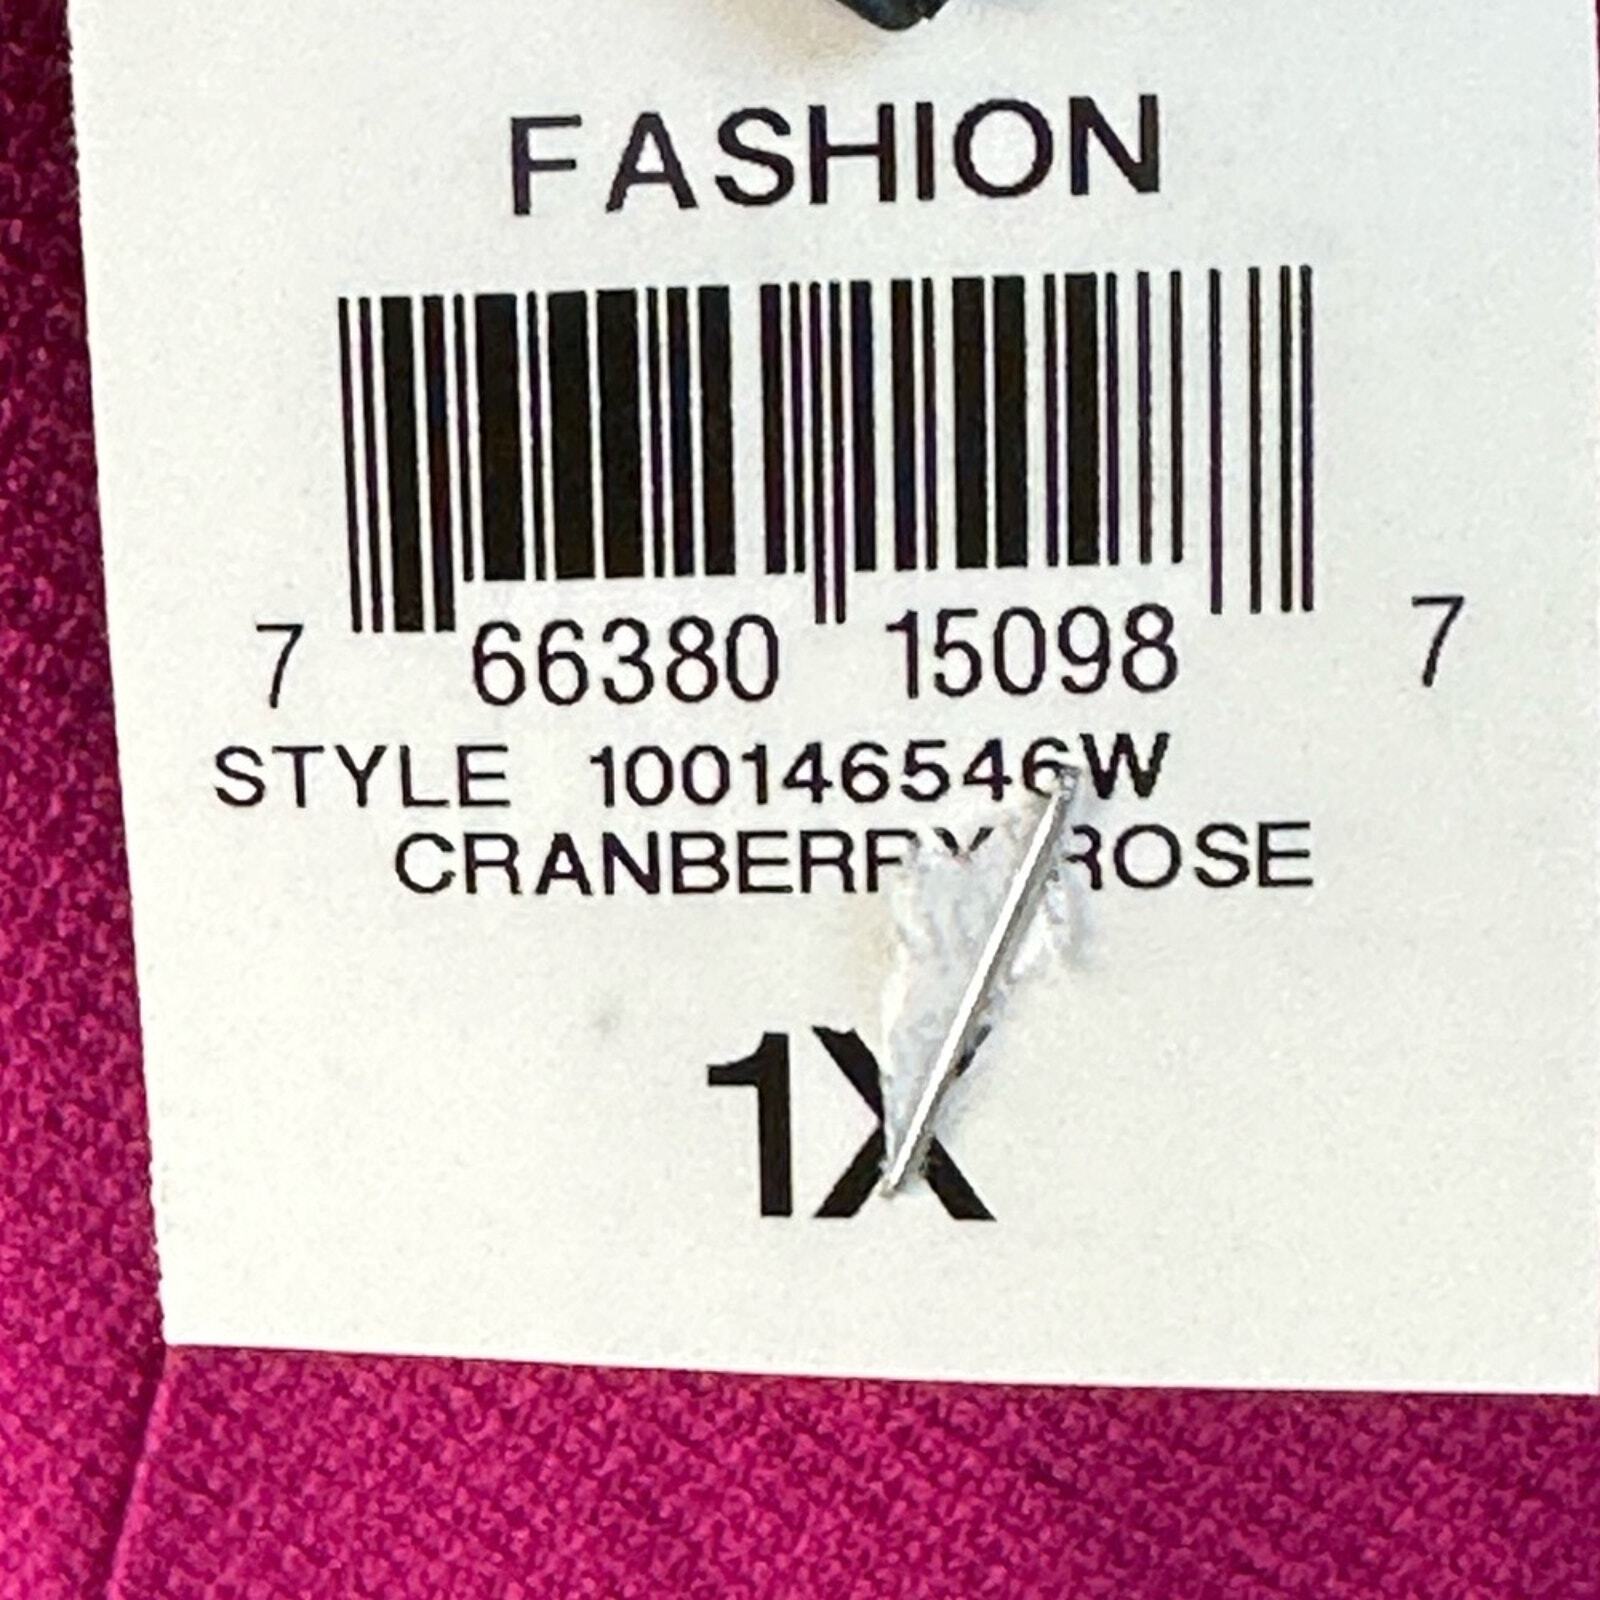 FASHION
7 66380 15098 7
STYLE 100146546W
CRANBERRY ROSE
1X